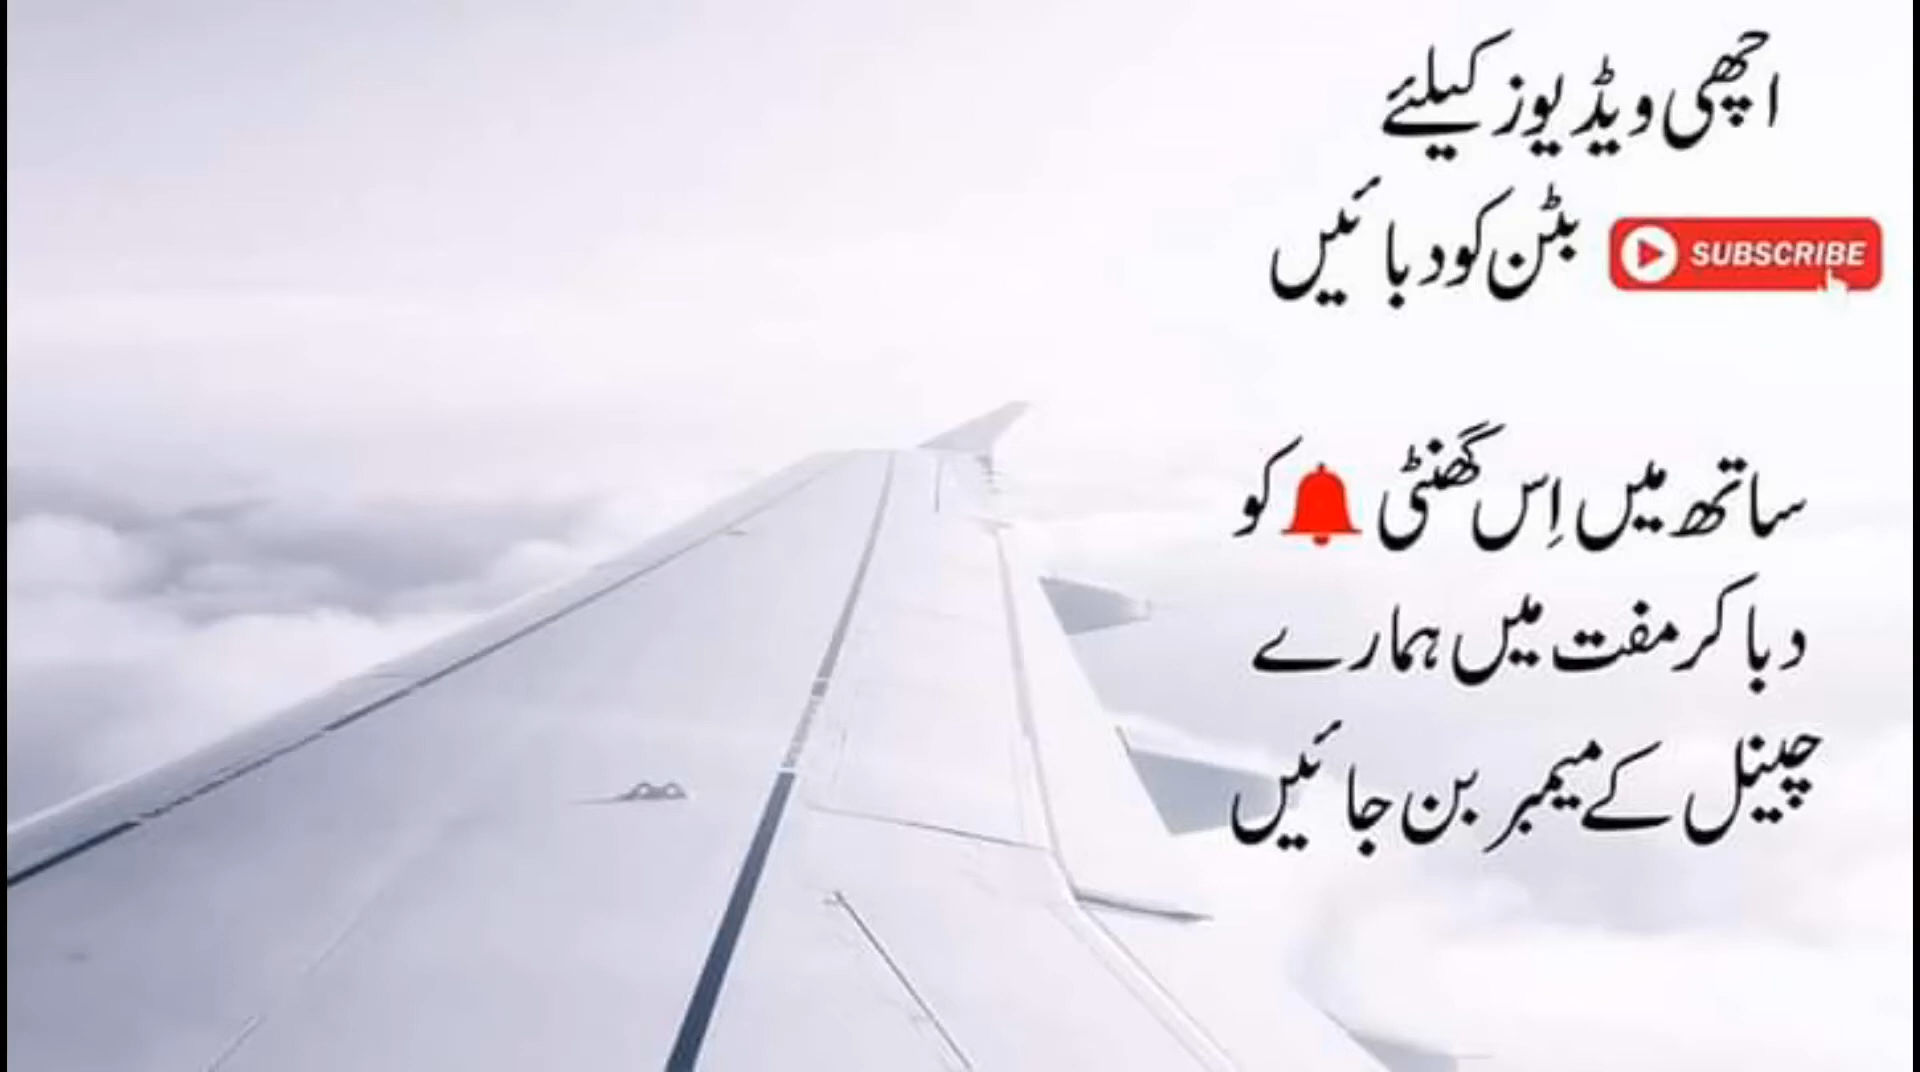 اچھی ویڈیوز کیلئے
SUBSCRIBE بٹن کو دبائیں
ساتھ میں اِس گھنٹی کو
دبا کر مفت میں ہمارے
چینل کے میمبر بن جائیں